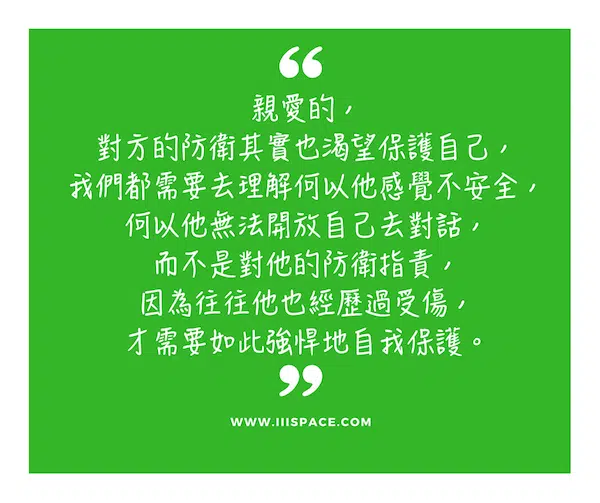 “
親愛的，
對方的防衛其實也渴望保護自己，
我們都需要去理解何以他感覺不安全，
何以他無法開放自己去對話，
而不是對他的防衛指責，
因為往往他也經歷過受傷，
才需要如此強悍地自我保護。
”
WWW.IIISPACE.COM